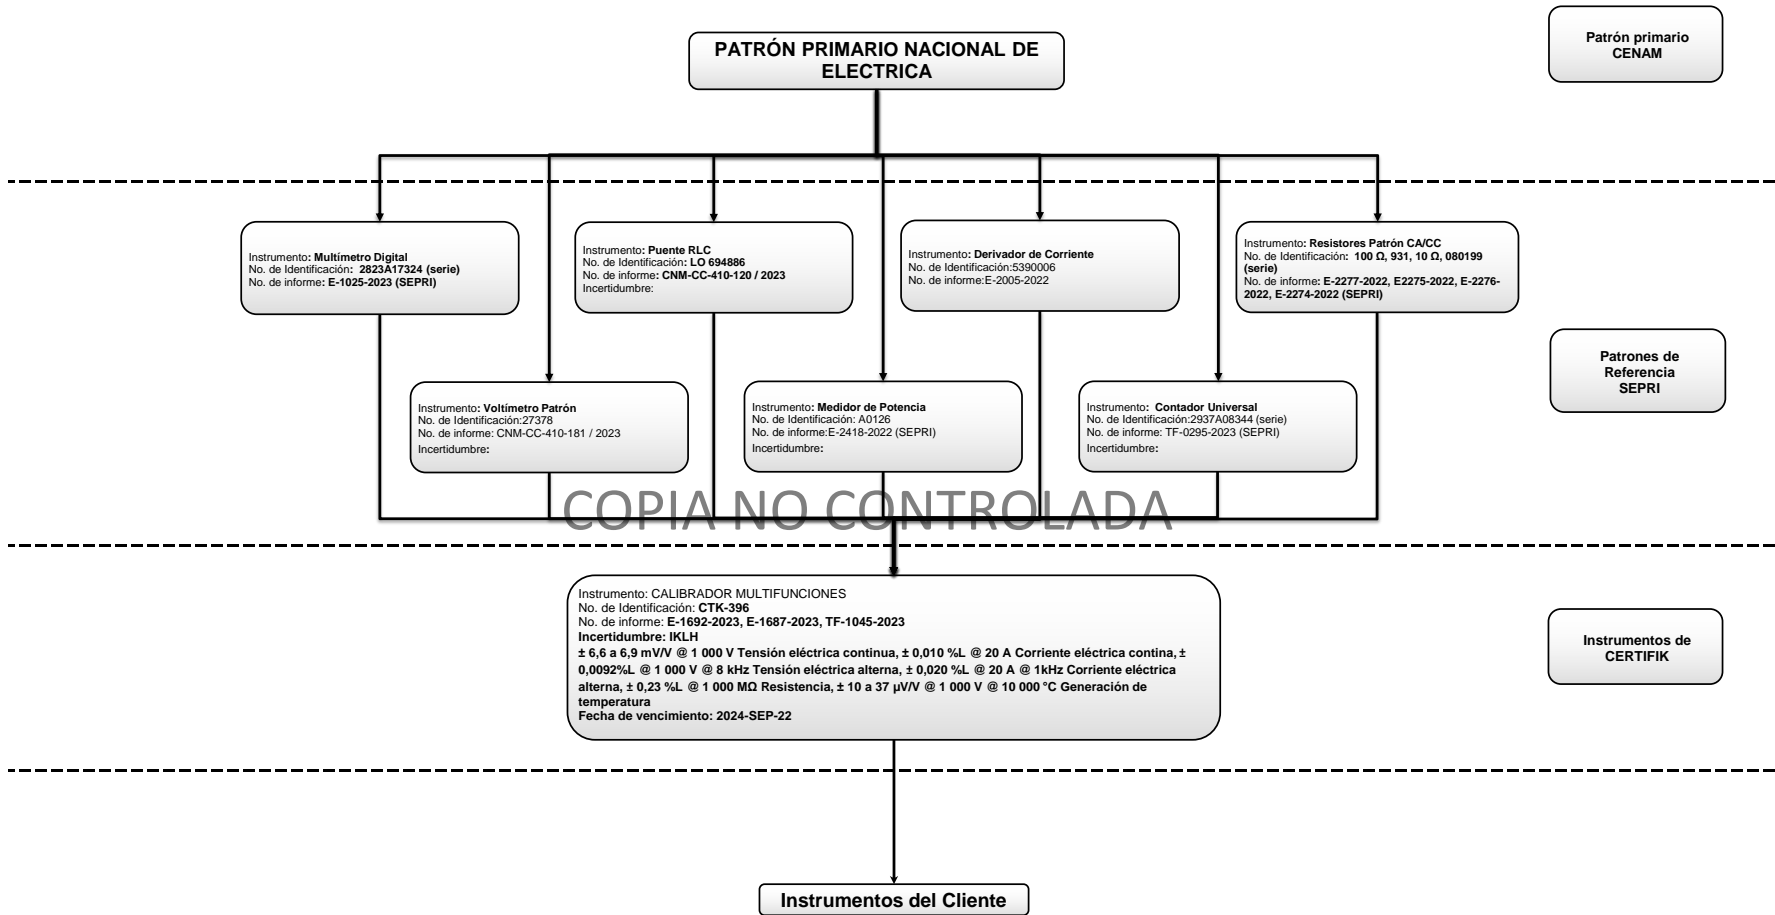 PATRÓN PRIMARIO NACIONAL DE
ELECTRICA
Patrón primario
CENAM
Instrumento: Multímetro Digital
No. de Identificación: 2823A17324 (serie)
No. de informe: E-1025-2023 (SEPRI)
Instrumento: Puente RLC
No. de Identificación: LO 694886
No. de informe: CNM-CC-410-120 / 2023
Incertidumbre:
Instrumento: Derivador de Corriente
No. de Identificación:5390006
No. de informe:E-2005-2022
Instrumento: Resistores Patrón CA/CC
No. de Identificación: 100 Ω, 931, 10 Ω, 080199
(serie)
No. de informe: E-2277-2022, E2275-2022, E-2276-
2022, E-2274-2022 (SEPRI)
Patrones de
Referencia
SEPRI
Instrumento: Voltímetro Patrón
No. de Identificación:27378
No. de informe: CNM-CC-410-181 / 2023
Incertidumbre:
Instrumento: Medidor de Potencia
No. de Identificación: A0126
No. de informe:E-2418-2022 (SEPRI)
Incertidumbre:
Instrumento: Contador Universal
No. de Identificación:2937A08344 (serie)
No. de informe: TF-0295-2023 (SEPRI)
Incertidumbre:
COPIA NO CONTROLADA
Instrumento: CALIBRADOR MULTIFUNCIONES
No. de Identificación: CTK-396
No. de informe: E-1692-2023, E-1687-2023, TF-1045-2023
Incertidumbre: IKLH
± 6,6 a 6,9 mV/V @ 1 000 V Tensión eléctrica continua, ± 0,010 %L @ 20 A Corriente eléctrica contina, ±
0,0092%L @ 1 000 V @ 8 kHz Tensión eléctrica alterna, ± 0,020 %L @ 20 A @ 1kHz Corriente eléctrica
alterna, ± 0,23 %L @ 1 000 MΩ Resistencia, ± 10 a 37 µV/V @ 1 000 V @ 10 000 °C Generación de
temperatura
Fecha de vencimiento: 2024-SEP-22
Instrumentos de
CERTIFIK
Instrumentos del Cliente